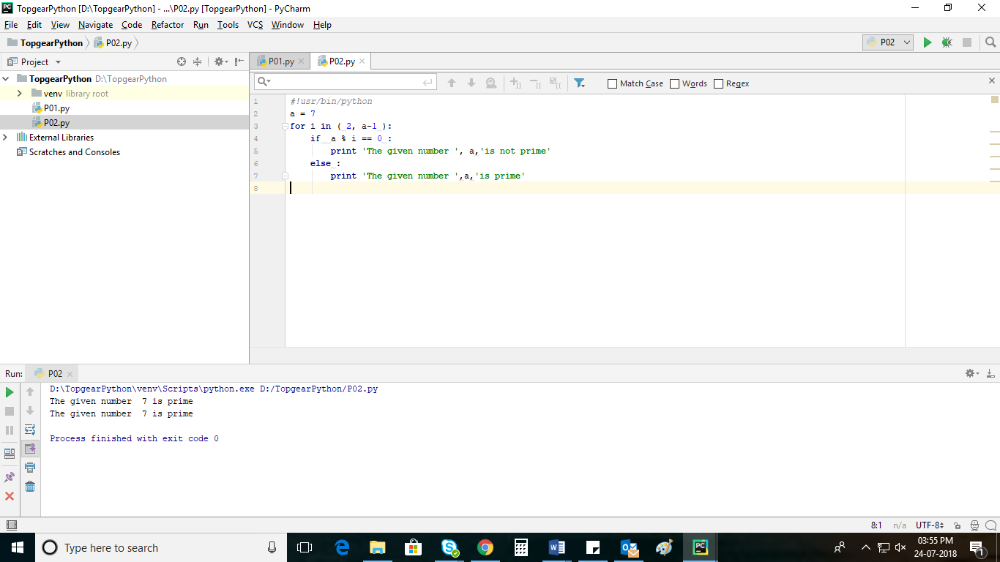 TopgearPython [D:\TopgearPython] - ...\P02.py [TopgearPython] - PyCharm
File Edit View Navigate Code Refactor Run Tools VCS Window Help
TopgearPython P02.py P02
Project P01.py P02.py
TopgearPython D:\TopgearPython
venv library root
P01.py
P02.py
External Libraries
Scratches and Consoles
Match Case Words Regex
1 #!usr/bin/python
2 a = 7
3 for i in ( 2, a-1 ):
4     if  a % i == 0 :
5         print 'The given number ', a,'is not prime'
6     else :
7         print 'The given number ',a,'is prime'
8
Run: P02
D:\TopgearPython\venv\Scripts\python.exe D:/TopgearPython/P02.py
The given number  7 is prime
The given number  7 is prime
Process finished with exit code 0
8:1 n/a UTF-8
Type here to search
03:55 PM
24-07-2018
1